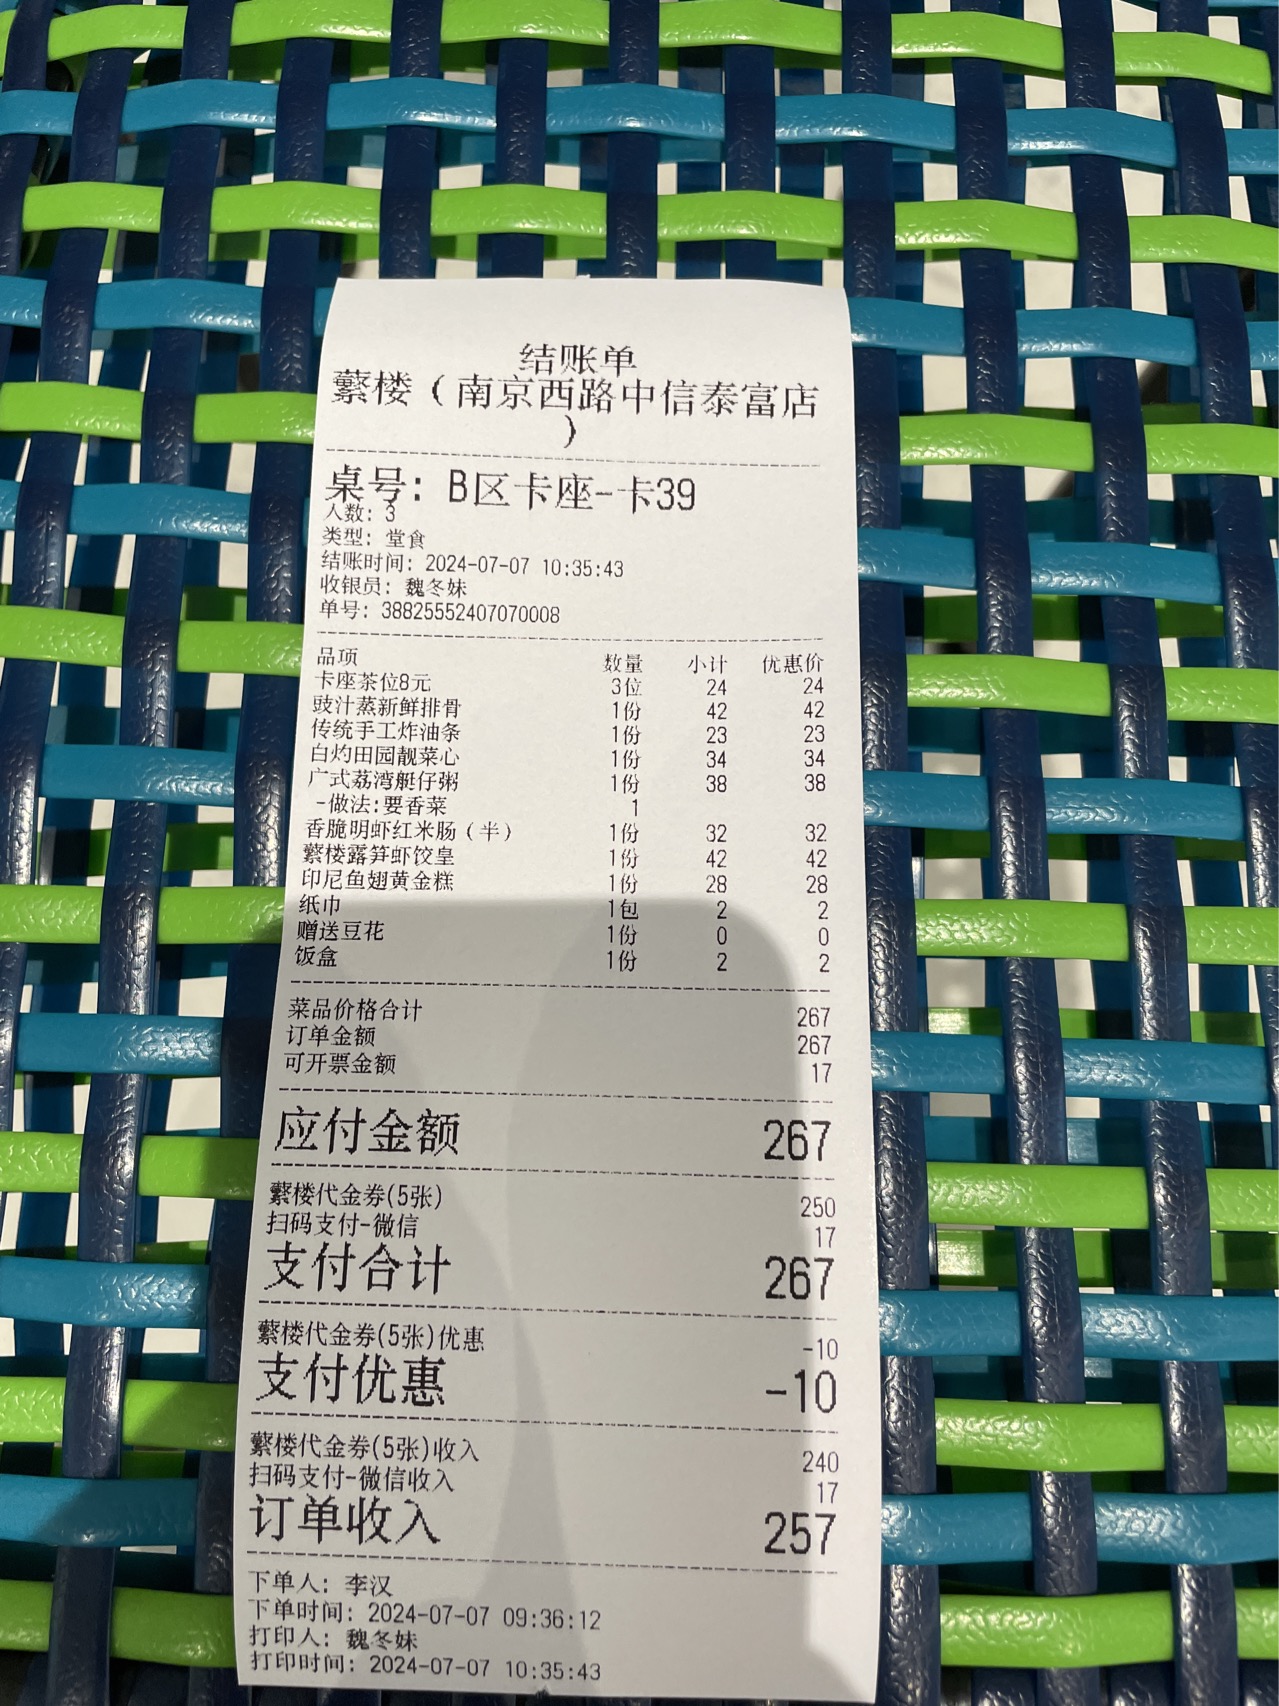 结账单
蘩楼（南京西路中信泰富店
）
桌号：B区卡座-卡39
人数：3
类型：堂食
结账时间：2024-07-07 10:35:43
收银员：魏冬妹
单号：38825552407070008
品项 数量 小计 优惠价
卡座茶位8元 3位 24 24
豉汁蒸新鲜排骨 1份 42 42
传统手工炸油条 1份 23 23
白灼田园靓菜心 1份 34 34
广式荔湾艇仔粥 1份 38 38
-做法:要香菜 1
香脆明虾红米肠（半） 1份 32 32
蘩楼露笋虾饺皇 1份 42 42
印尼鱼翅黄金糕 1份 28 28
纸巾 1包 2 2
赠送豆花 1份 0 0
饭盒 1份 2 2
菜品价格合计 267
订单金额 267
可开票金额 17
应付金额 267
蘩楼代金券(5张) 250
扫码支付-微信 17
支付合计 267
蘩楼代金券(5张)优惠 -10
支付优惠 -10
蘩楼代金券(5张)收入 240
扫码支付-微信收入 17
订单收入 257
下单人：李汉
下单时间：2024-07-07 09:36:12
打印人：魏冬妹
打印时间：2024-07-07 10:35:43